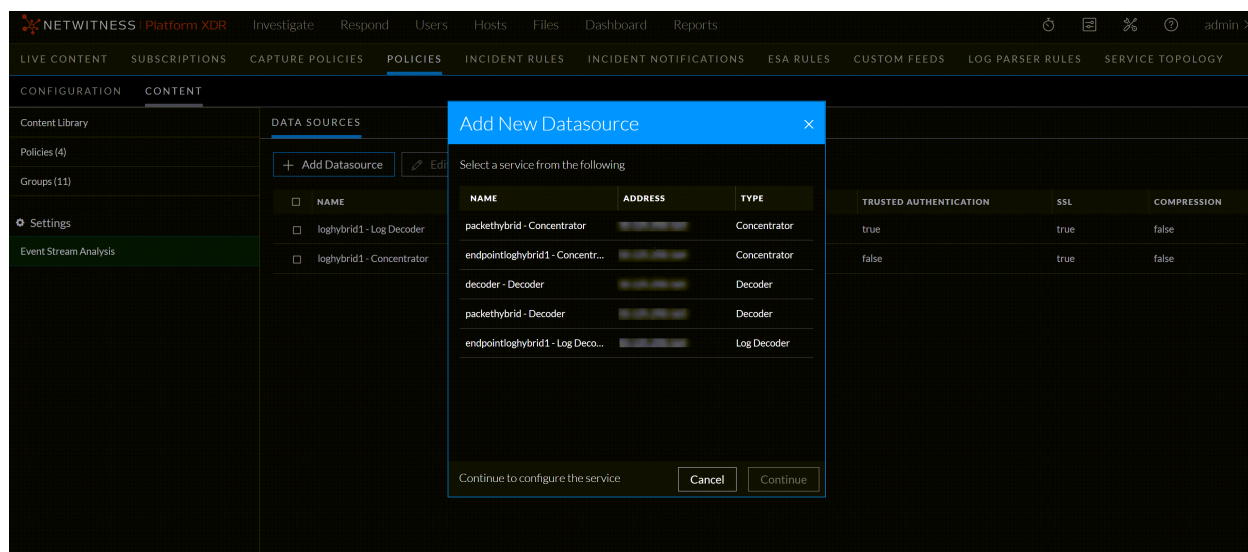 NETWITNESS Platform XDR Investigate Respond Users Hosts Files Dashboard Reports admin
LIVE CONTENT SUBSCRIPTIONS CAPTURE POLICIES POLICIES INCIDENT RULES INCIDENT NOTIFICATIONS ESA RULES CUSTOM FEEDS LOG PARSER RULES SERVICE TOPOLOGY
CONFIGURATION CONTENT
Content Library
Policies (4)
Groups (11)
Settings
Event Stream Analysis
DATA SOURCES
+ Add Datasource Edi
NAME TRUSTED AUTHENTICATION SSL COMPRESSION
loghybrid1 - Log Decoder true true false
loghybrid1 - Concentrator false true false
Add New Datasource ×
Select a service from the following
NAME ADDRESS TYPE
packethybrid - Concentrator Concentrator
endpointloghybrid1 - Concentr... Concentrator
decoder - Decoder Decoder
packethybrid - Decoder Decoder
endpointloghybrid1 - Log Deco... Log Decoder
Continue to configure the service Cancel Continue